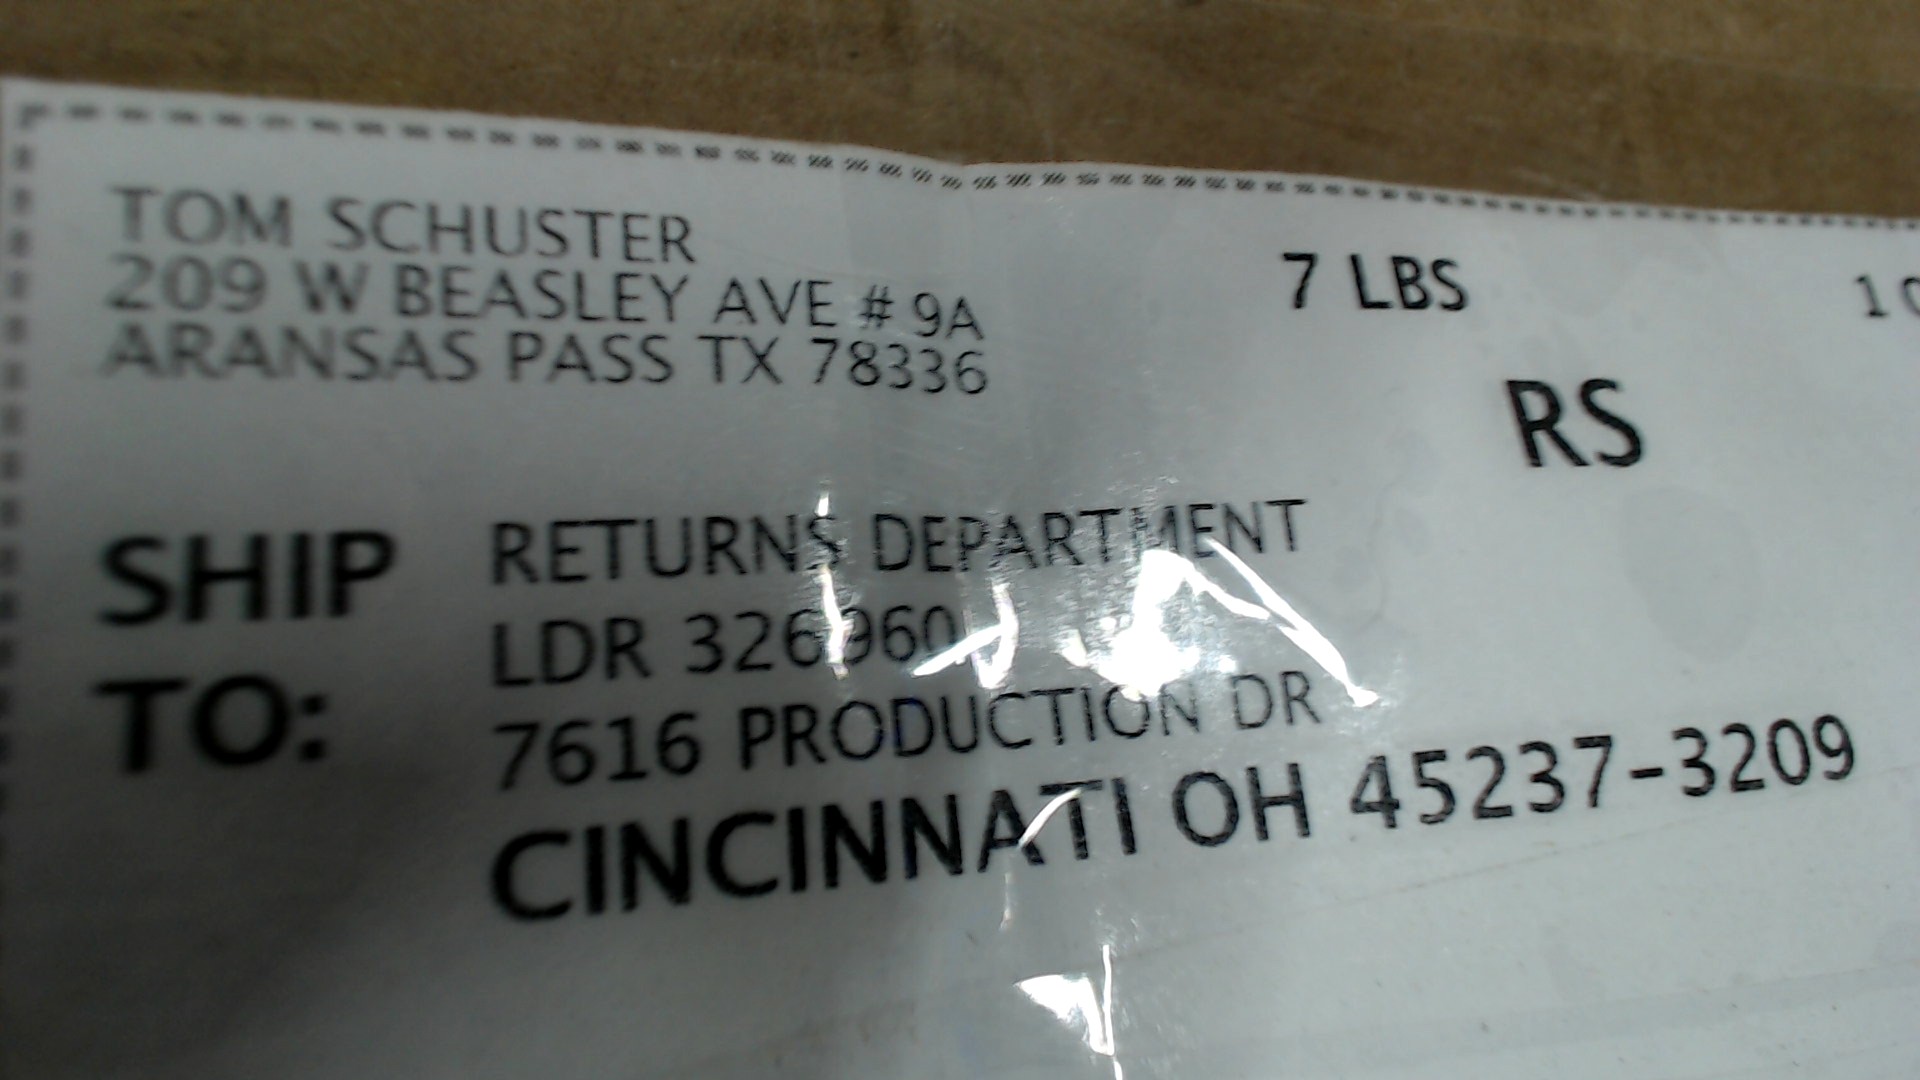 TOM SCHUSTER
209 W BEASLEY AVE # 9A
ARANSAS PASS TX 78336
7 LBS
RS
SHIP TO:
RETURNS DEPARTMENT
LDR
7616 PRODUCTION DR
CINCINNATI OH 45237-3209